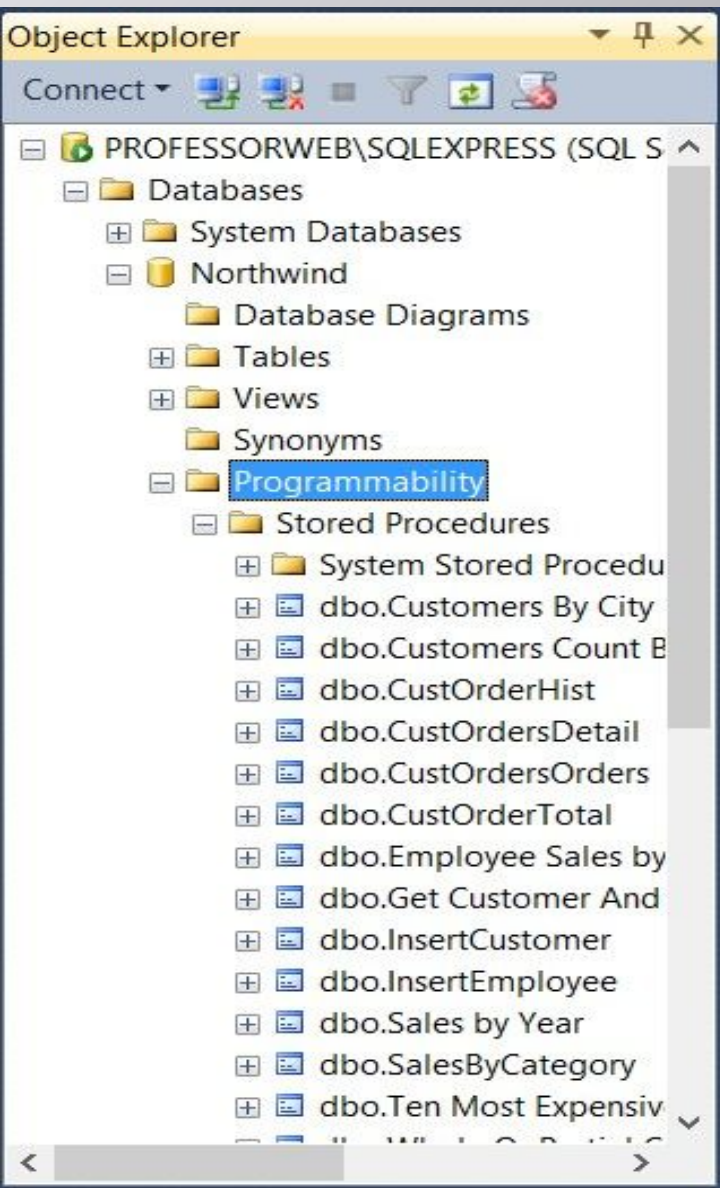 Object Explorer
Connect
PROFESSORWEB\SQLEXPRESS (SQL S
Databases
System Databases
Northwind
Database Diagrams
Tables
Views
Synonyms
Programmability
Stored Procedures
System Stored Procedu
dbo.Customers By City
dbo.Customers Count B
dbo.CustOrderHist
dbo.CustOrdersDetail
dbo.CustOrdersOrders
dbo.CustOrderTotal
dbo.Employee Sales by
dbo.Get Customer And
dbo.InsertCustomer
dbo.InsertEmployee
dbo.Sales by Year
dbo.SalesByCategory
dbo.Ten Most Expensiv